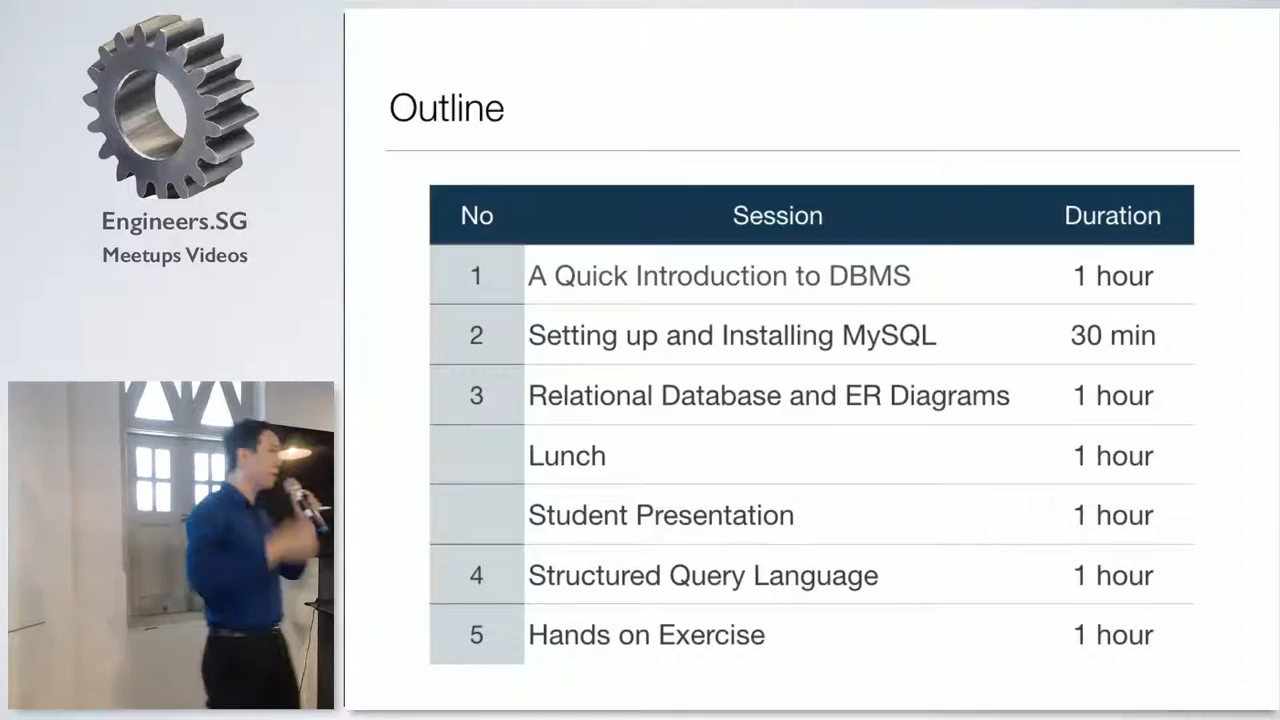 Engineers.SG
Meetups Videos
Outline
No Session Duration
1 A Quick Introduction to DBMS 1 hour
2 Setting up and Installing MySQL 30 min
3 Relational Database and ER Diagrams 1 hour
Lunch 1 hour
Student Presentation 1 hour
4 Structured Query Language 1 hour
5 Hands on Exercise 1 hour